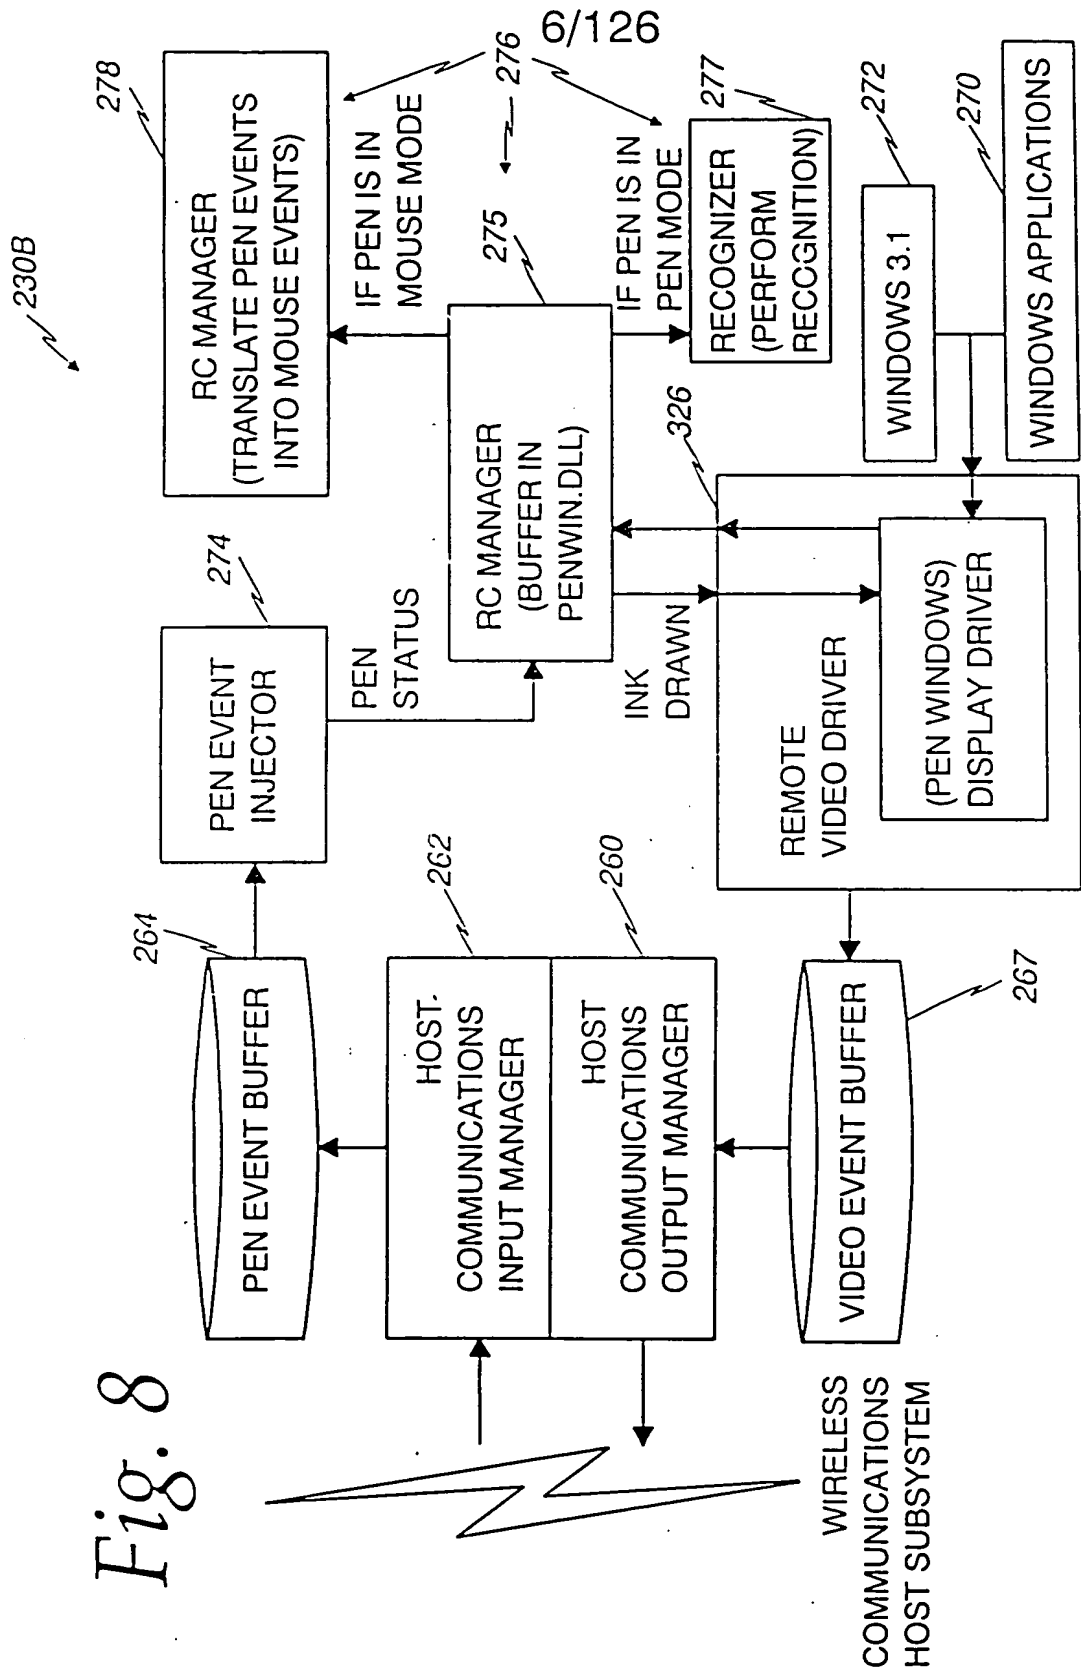 6/126
Fig. 8
230B
WIRELESS
COMMUNICATIONS
HOST SUBSYSTEM
264
PEN EVENT BUFFER
HOST
COMMUNICATIONS
INPUT MANAGER
262
HOST
COMMUNICATIONS
OUTPUT MANAGER
260
VIDEO EVENT BUFFER
267
274
PEN EVENT
INJECTOR
PEN
STATUS
278
RC MANAGER
(TRANSLATE PEN EVENTS
INTO MOUSE EVENTS)
IF PEN IS IN
MOUSE MODE
276
275
RC MANAGER
(BUFFER IN
PENWIN.DLL)
IF PEN IS IN
PEN MODE
277
RECOGNIZER
(PERFORM
RECOGNITION)
INK
DRAWN
326
REMOTE
VIDEO DRIVER
(PEN WINDOWS)
DISPLAY DRIVER
272
WINDOWS 3.1
270
WINDOWS APPLICATIONS